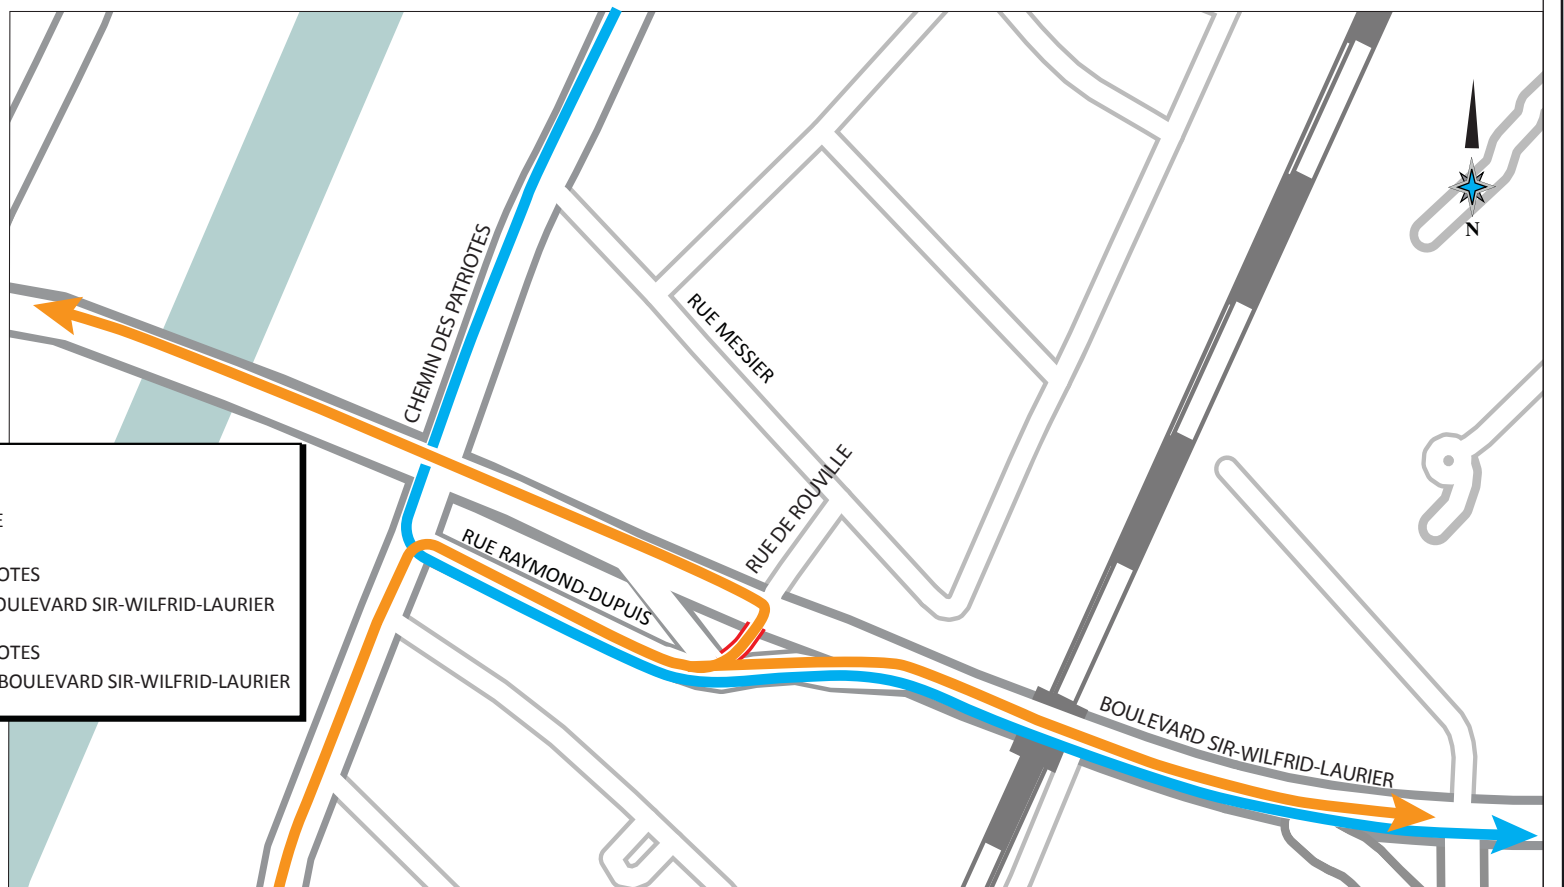 CHEMIN DES PATRIOTES
RUE MESSIER
RUE DE ROUVILLE
RUE RAYMOND-DUPUIS
BOULEVARD SIR-WILFRID-LAURIER
N
E
OTES
OULEVARD SIR-WILFRID-LAURIER
OTES
BOULEVARD SIR-WILFRID-LAURIER